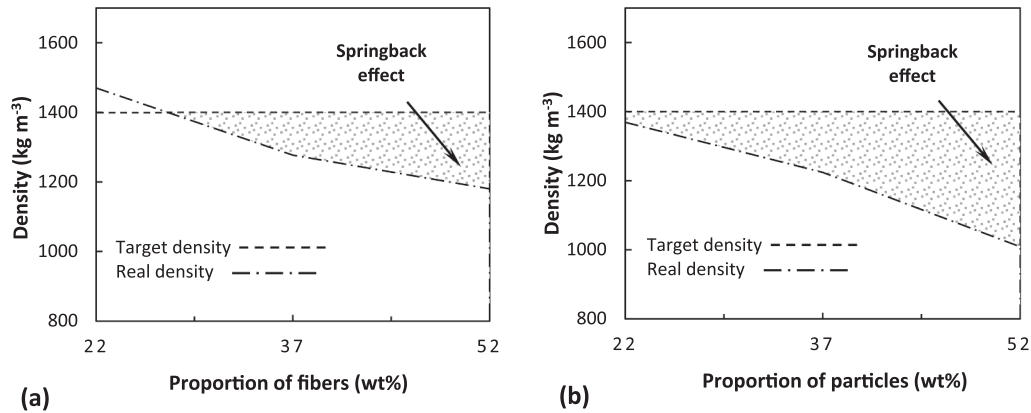 1600
1400
1200
1000
800
Density (kg m⁻³)
Springback
effect
Target density
Real density
22
37
52
Proportion of fibers (wt%)
(a)
1600
1400
1200
1000
800
Density (kg m⁻³)
Springback
effect
Target density
Real density
22
37
52
Proportion of particles (wt%)
(b)